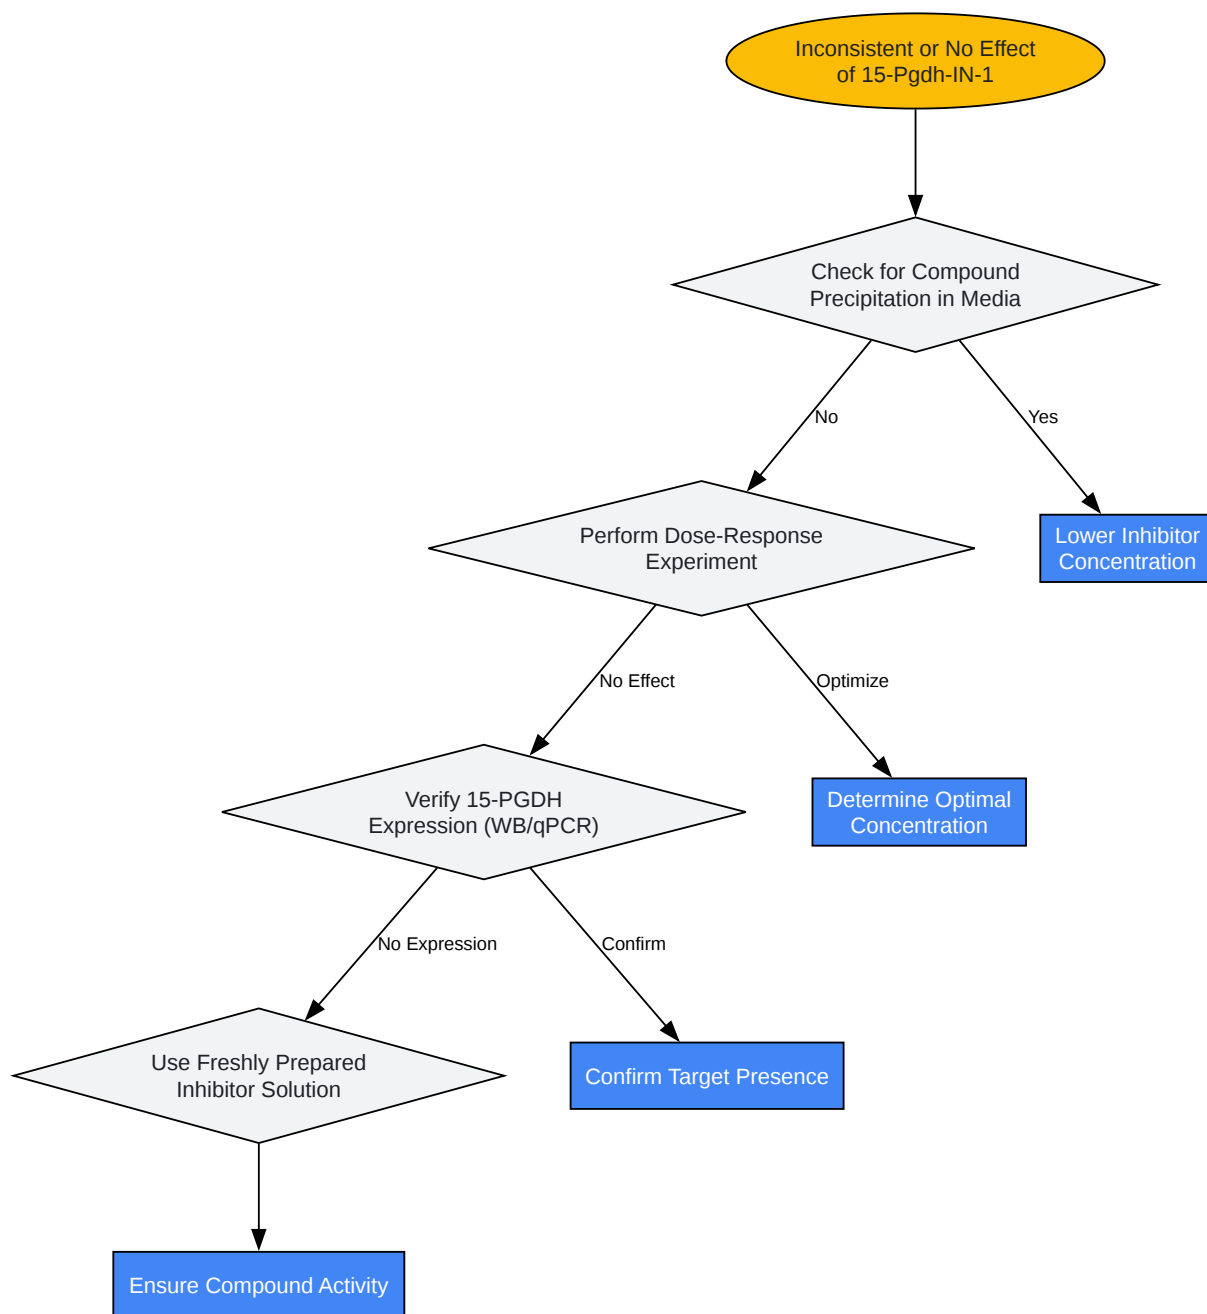 Inconsistent or No Effect
of 15-Pgdh-IN-1
Check for Compound
Precipitation in Media
No
Yes
Perform Dose-Response
Experiment
Lower Inhibitor
Concentration
No Effect
Optimize
Verify 15-PGDH
Expression (WB/qPCR)
Determine Optimal
Concentration
No Expression
Confirm
Use Freshly Prepared
Inhibitor Solution
Confirm Target Presence
Ensure Compound Activity